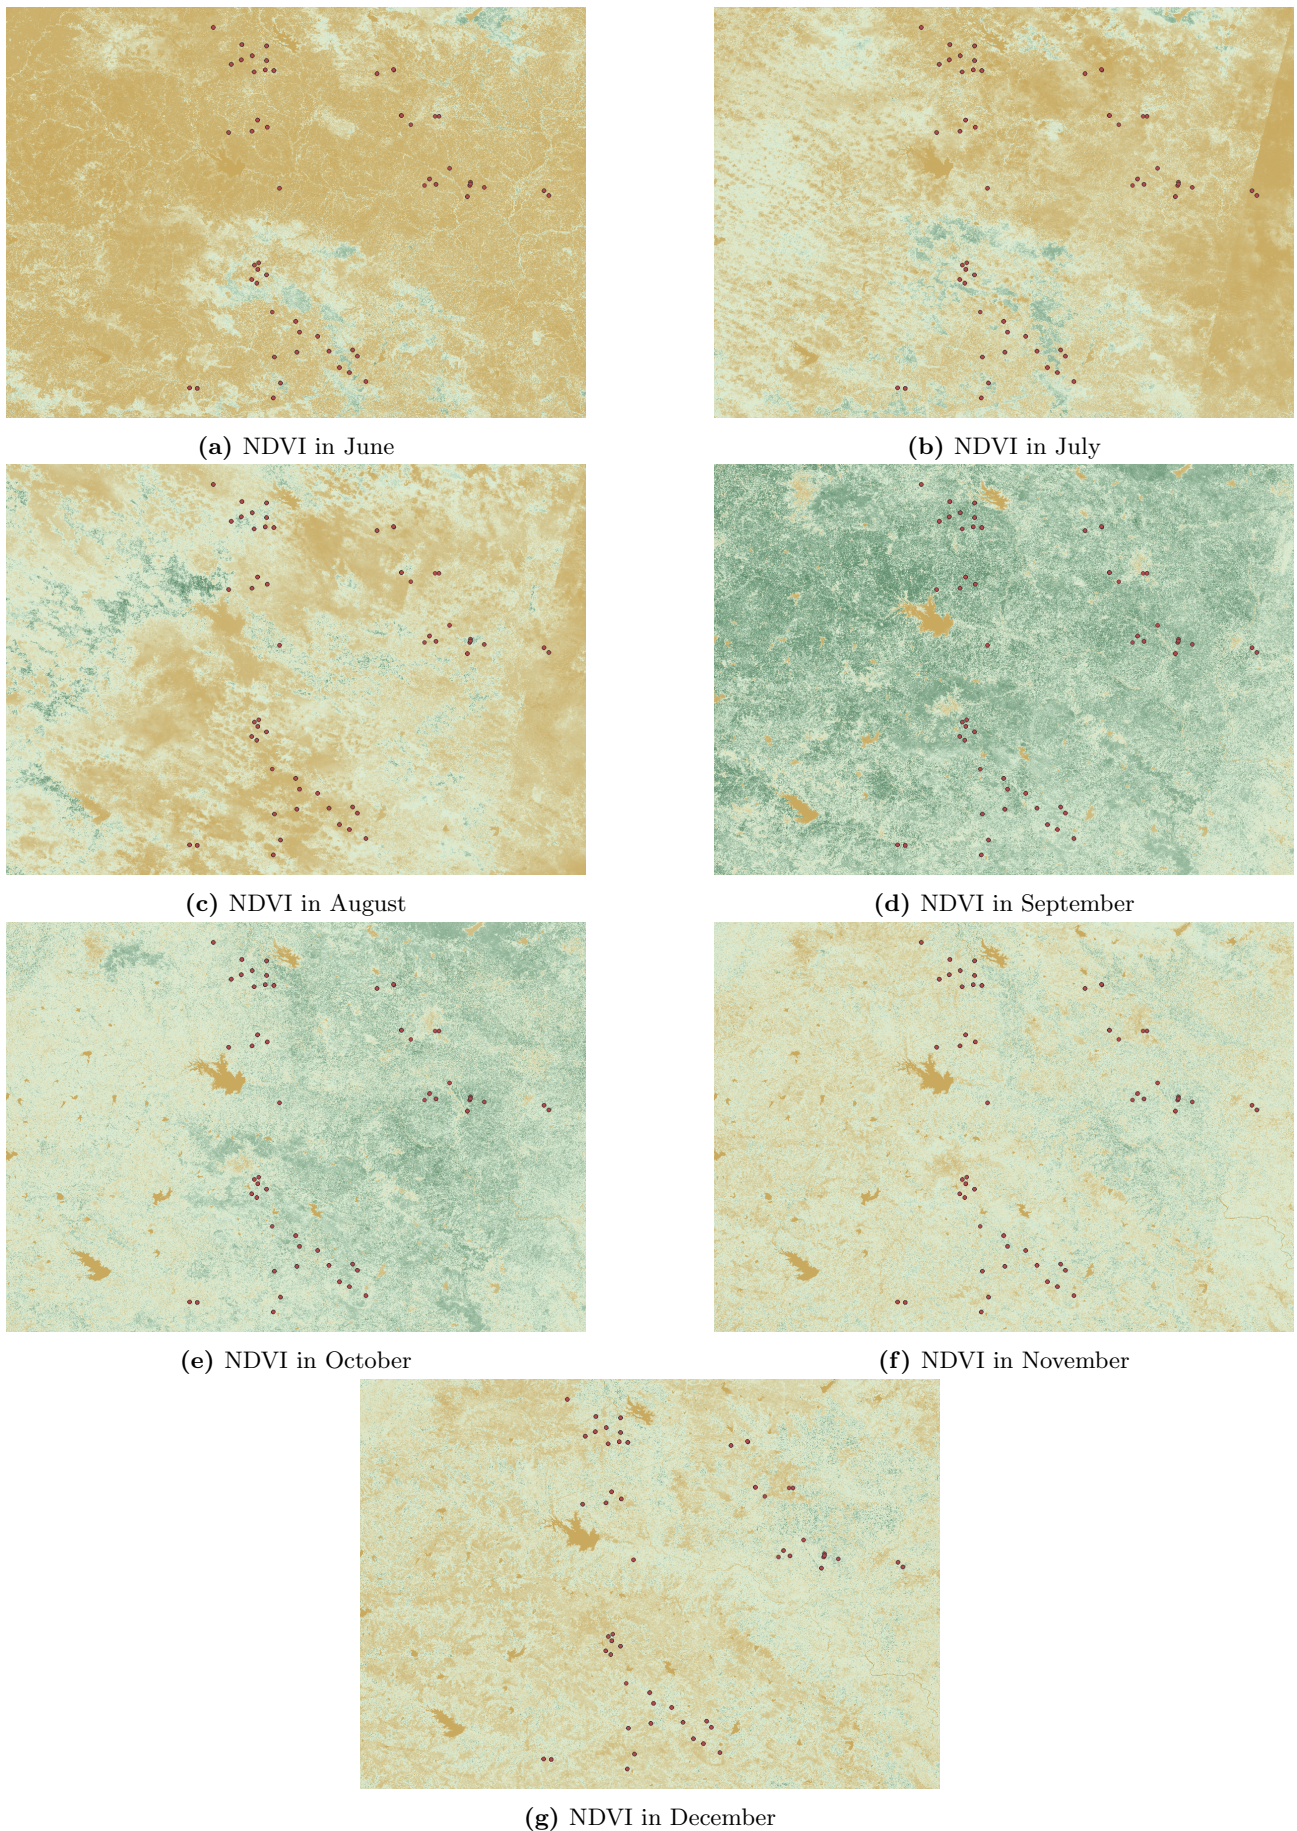 (a) NDVI in June
(b) NDVI in July
(c) NDVI in August
(d) NDVI in September
(e) NDVI in October
(f) NDVI in November
(g) NDVI in December